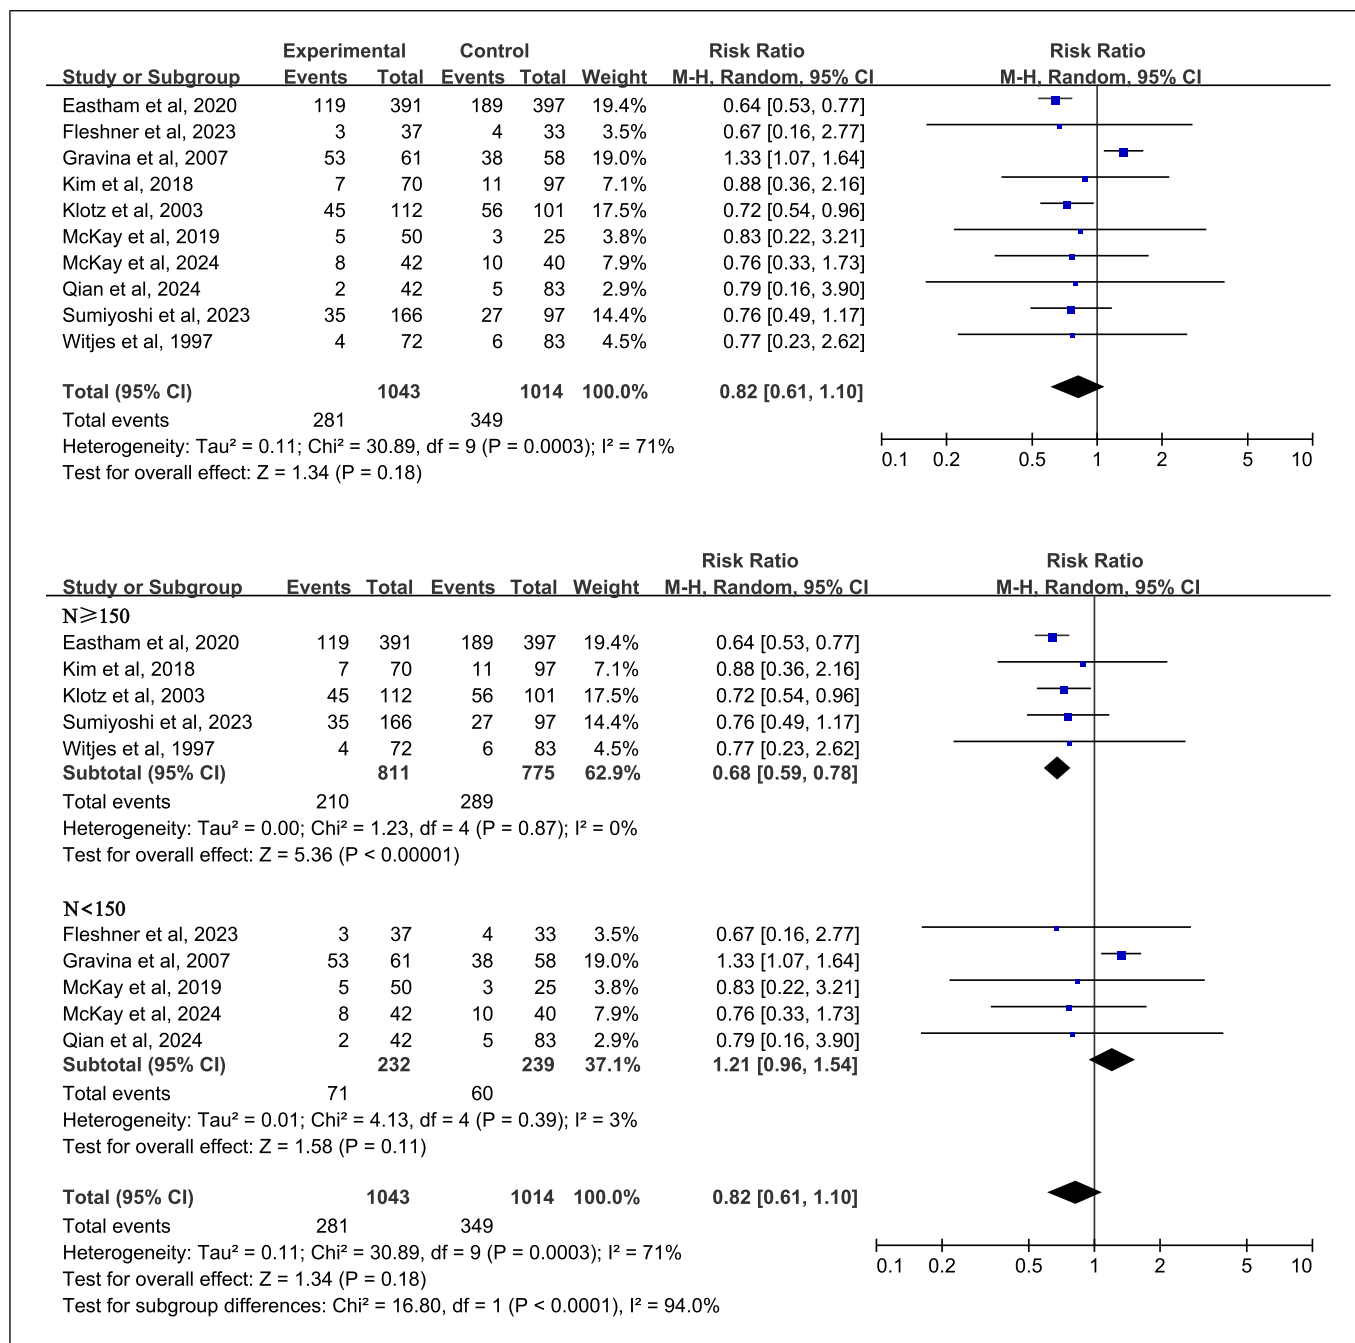 Experimental Control Risk Ratio Risk Ratio
Study or Subgroup Events Total Events Total Weight M-H, Random, 95% CI M-H, Random, 95% CI
Eastham et al, 2020 119 391 189 397 19.4% 0.64 [0.53, 0.77]
Fleshner et al, 2023 3 37 4 33 3.5% 0.67 [0.16, 2.77]
Gravina et al, 2007 53 61 38 58 19.0% 1.33 [1.07, 1.64]
Kim et al, 2018 7 70 11 97 7.1% 0.88 [0.36, 2.16]
Klotz et al, 2003 45 112 56 101 17.5% 0.72 [0.54, 0.96]
McKay et al, 2019 5 50 3 25 3.8% 0.83 [0.22, 3.21]
McKay et al, 2024 8 42 10 40 7.9% 0.76 [0.33, 1.73]
Qian et al, 2024 2 42 5 83 2.9% 0.79 [0.16, 3.90]
Sumiyoshi et al, 2023 35 166 27 97 14.4% 0.76 [0.49, 1.17]
Witjes et al, 1997 4 72 6 83 4.5% 0.77 [0.23, 2.62]
Total (95% CI) 1043 1014 100.0% 0.82 [0.61, 1.10]
Total events 281 349
Heterogeneity: Tau² = 0.11; Chi² = 30.89, df = 9 (P = 0.0003); I² = 71%
Test for overall effect: Z = 1.34 (P = 0.18)
0.1 0.2 0.5 1 2 5 10
Risk Ratio Risk Ratio
Study or Subgroup Events Total Events Total Weight M-H, Random, 95% CI M-H, Random, 95% CI
N⩾150
Eastham et al, 2020 119 391 189 397 19.4% 0.64 [0.53, 0.77]
Kim et al, 2018 7 70 11 97 7.1% 0.88 [0.36, 2.16]
Klotz et al, 2003 45 112 56 101 17.5% 0.72 [0.54, 0.96]
Sumiyoshi et al, 2023 35 166 27 97 14.4% 0.76 [0.49, 1.17]
Witjes et al, 1997 4 72 6 83 4.5% 0.77 [0.23, 2.62]
Subtotal (95% CI) 811 775 62.9% 0.68 [0.59, 0.78]
Total events 210 289
Heterogeneity: Tau² = 0.00; Chi² = 1.23, df = 4 (P = 0.87); I² = 0%
Test for overall effect: Z = 5.36 (P < 0.00001)
N<150
Fleshner et al, 2023 3 37 4 33 3.5% 0.67 [0.16, 2.77]
Gravina et al, 2007 53 61 38 58 19.0% 1.33 [1.07, 1.64]
McKay et al, 2019 5 50 3 25 3.8% 0.83 [0.22, 3.21]
McKay et al, 2024 8 42 10 40 7.9% 0.76 [0.33, 1.73]
Qian et al, 2024 2 42 5 83 2.9% 0.79 [0.16, 3.90]
Subtotal (95% CI) 232 239 37.1% 1.21 [0.96, 1.54]
Total events 71 60
Heterogeneity: Tau² = 0.01; Chi² = 4.13, df = 4 (P = 0.39); I² = 3%
Test for overall effect: Z = 1.58 (P = 0.11)
Total (95% CI) 1043 1014 100.0% 0.82 [0.61, 1.10]
Total events 281 349
Heterogeneity: Tau² = 0.11; Chi² = 30.89, df = 9 (P = 0.0003); I² = 71%
Test for overall effect: Z = 1.34 (P = 0.18)
Test for subgroup differences: Chi² = 16.80, df = 1 (P < 0.0001), I² = 94.0%
0.1 0.2 0.5 1 2 5 10